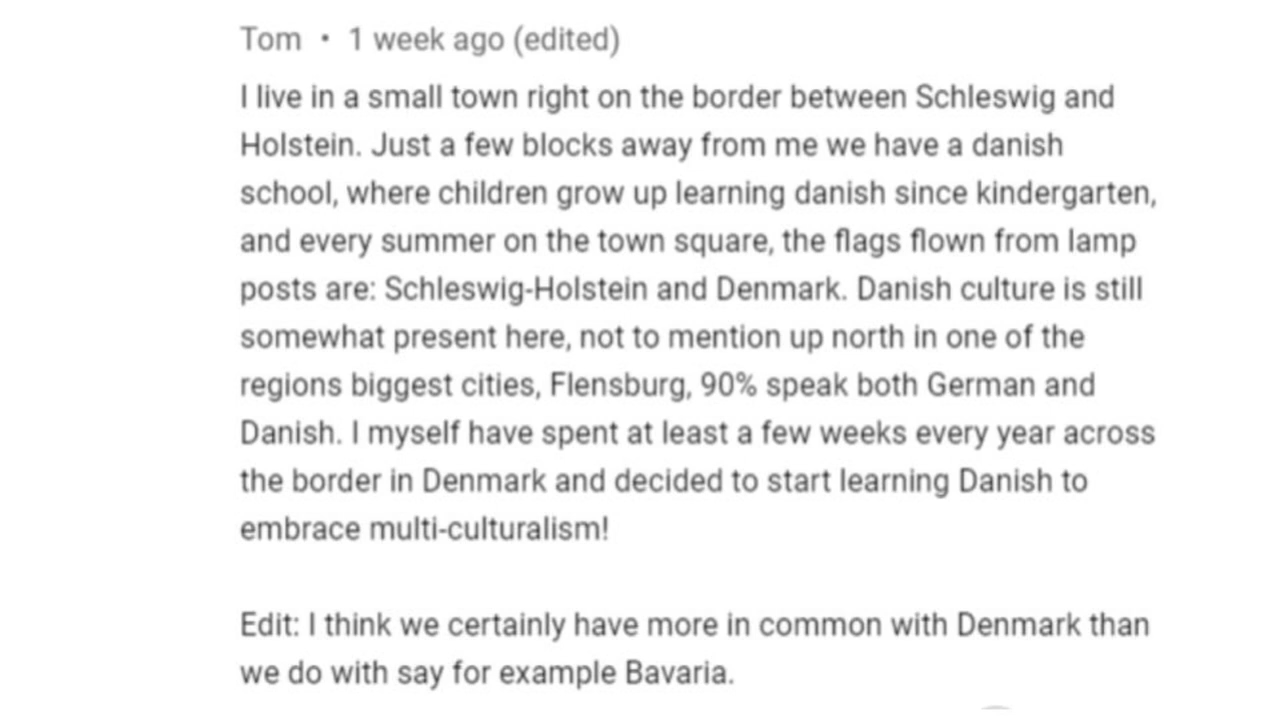 Tom • 1 week ago (edited)
I live in a small town right on the border between Schleswig and
Holstein. Just a few blocks away from me we have a danish
school, where children grow up learning danish since kindergarten,
and every summer on the town square, the flags flown from lamp
posts are: Schleswig-Holstein and Denmark. Danish culture is still
somewhat present here, not to mention up north in one of the
regions biggest cities, Flensburg, 90% speak both German and
Danish. I myself have spent at least a few weeks every year across
the border in Denmark and decided to start learning Danish to
embrace multi-culturalism!
Edit: I think we certainly have more in common with Denmark than
we do with say for example Bavaria.